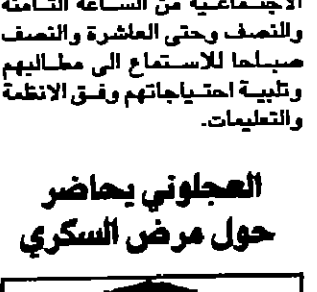 الاجتماعية من الساعة الثامنة
والنصف وحتى العاشرة والنصف
صباحا للاستماع الى مطاليبهم
وتلبية احتياجاتهم وفق الانظمة
والتعليمات.
العجلوني يحاضر
حول مرض السكري